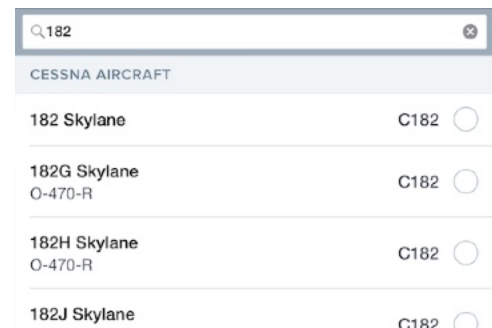 182
CESSNA AIRCRAFT
182 Skylane C182
182G Skylane
O-470-R
C182
182H Skylane
O-470-R
C182
182J Skylane
C182